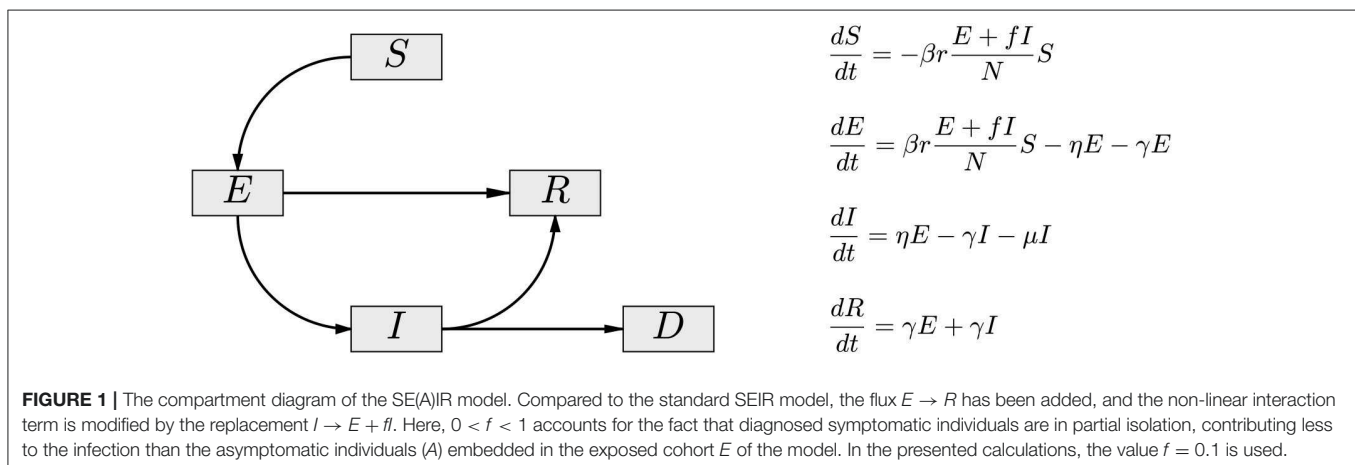 S
E
R
I
D
dS/dt = -βr (E + fI)/N S
dE/dt = βr (E + fI)/N S - ηE - γE
dI/dt = ηE - γI - μI
dR/dt = γE + γI
FIGURE 1 | The compartment diagram of the SE(A)IR model. Compared to the standard SEIR model, the flux E → R has been added, and the non-linear interaction
term is modified by the replacement I → E + fI. Here, 0 < f < 1 accounts for the fact that diagnosed symptomatic individuals are in partial isolation, contributing less
to the infection than the asymptomatic individuals (A) embedded in the exposed cohort E of the model. In the presented calculations, the value f = 0.1 is used.